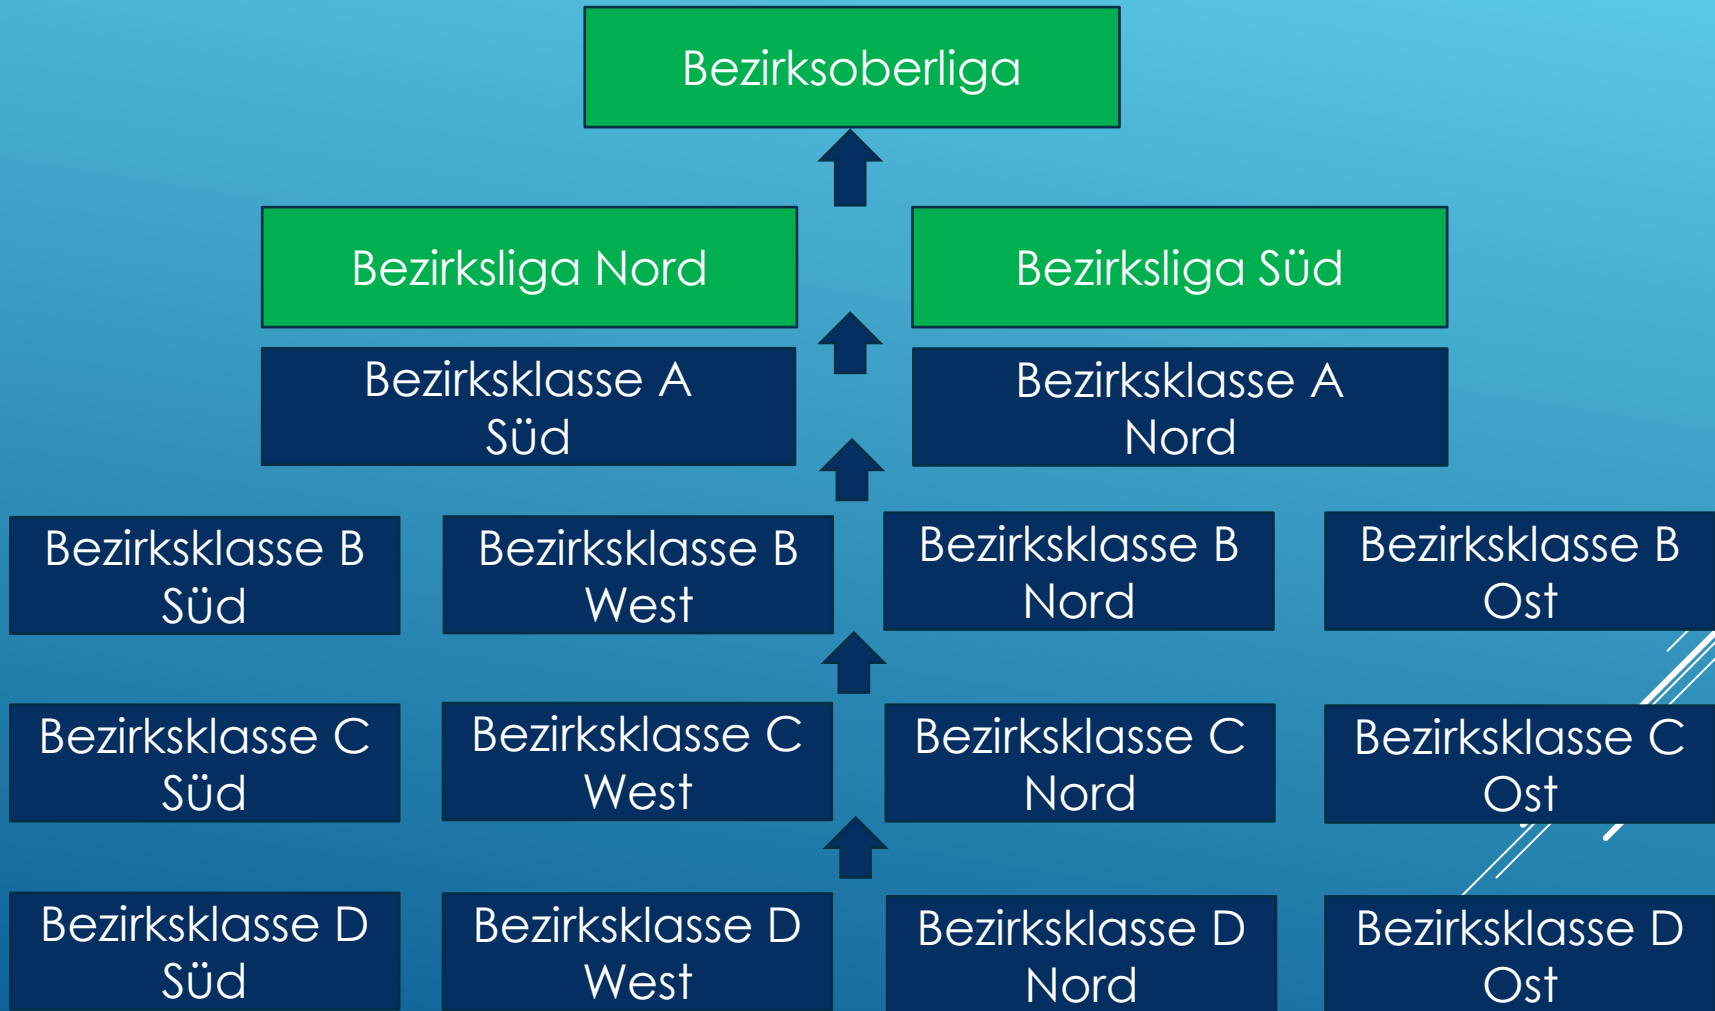 Bezirksoberliga
Bezirksliga Nord
Bezirksliga Süd
Bezirksklasse A
Süd
Bezirksklasse A
Nord
Bezirksklasse B
Süd
Bezirksklasse B
West
Bezirksklasse B
Nord
Bezirksklasse B
Ost
Bezirksklasse C
Süd
Bezirksklasse C
West
Bezirksklasse C
Nord
Bezirksklasse C
Ost
Bezirksklasse D
Süd
Bezirksklasse D
West
Bezirksklasse D
Nord
Bezirksklasse D
Ost